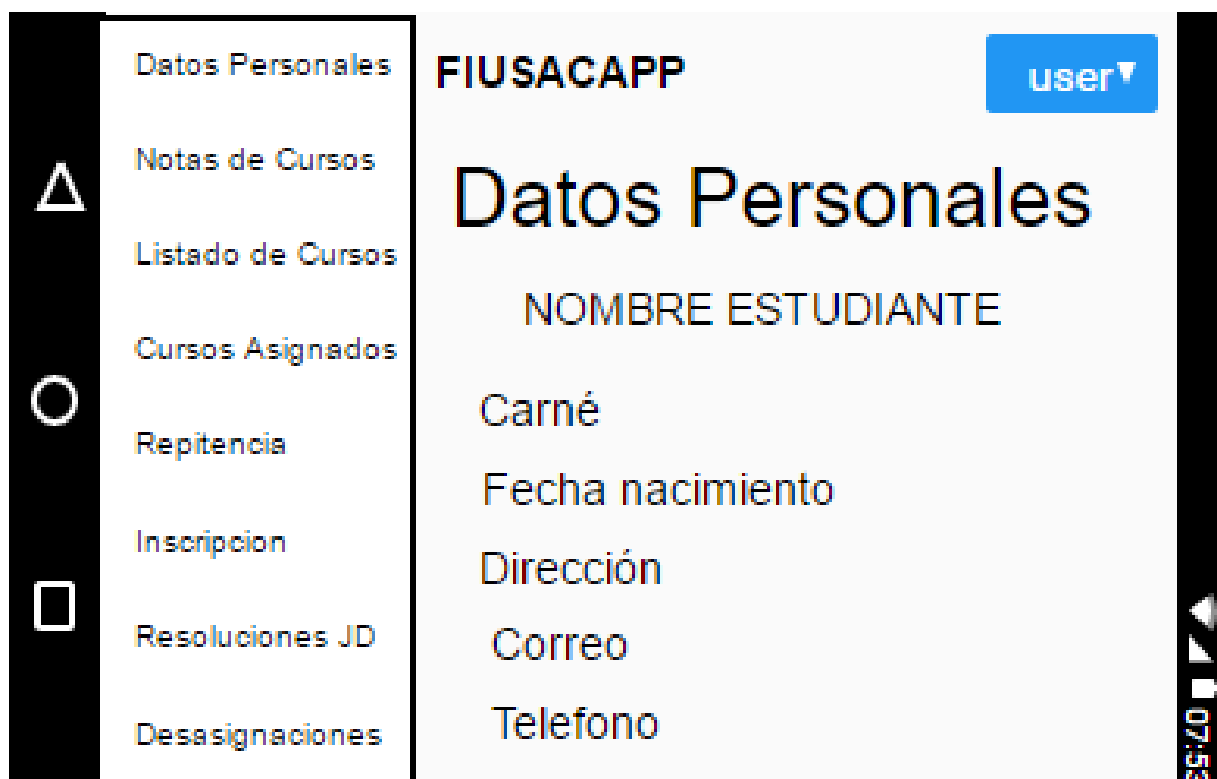 Datos Personales
Notas de Cursos
Listado de Cursos
Cursos Asignados
Repitencia
Inscripcion
Resoluciones JD
Desasignaciones
FIUSACAPP
user
Datos Personales
NOMBRE ESTUDIANTE
Carné
Fecha nacimiento
Dirección
Correo
Telefono